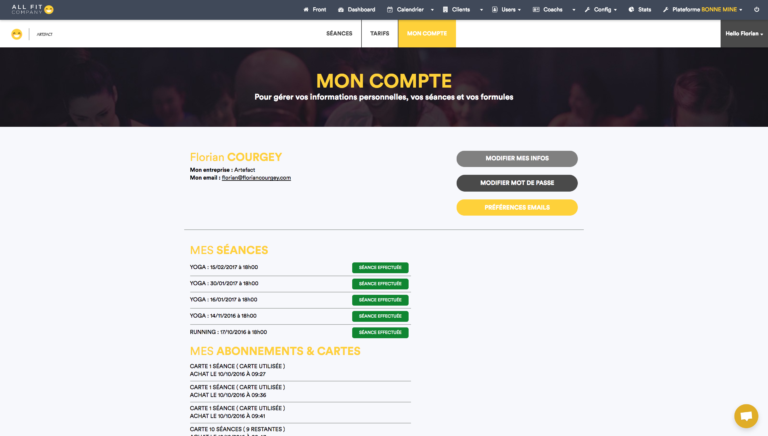 ALL FIT
COMPANY
Front
Dashboard
Calendrier
Clients
Users
Coachs
Config
Stats
Plateforme BONNE MINE
ARTEFACT
SÉANCES
TARIFS
MON COMPTE
Hello Florian
MON COMPTE
Pour gérer vos informations personnelles, vos séances et vos formules
Florian COURGEY
Mon entreprise : Artefact
Mon email : florian@floriancourgey.com
MODIFIER MES INFOS
MODIFIER MOT DE PASSE
PRÉFÉRENCES EMAILS
MES SÉANCES
YOGA : 13/02/2017 à 18h00 SÉANCE EFFECTUÉE
YOGA : 30/01/2017 à 18h00 SÉANCE EFFECTUÉE
YOGA : 16/01/2017 à 18h00 SÉANCE EFFECTUÉE
YOGA : 14/11/2016 à 18h00 SÉANCE EFFECTUÉE
RUNNING : 17/10/2016 à 18h00 SÉANCE EFFECTUÉE
MES ABONNEMENTS & CARTES
CARTE 1 SÉANCE ( CARTE UTILISÉE )
ACHAT LE 10/10/2016 À 09:27
CARTE 1 SÉANCE ( CARTE UTILISÉE )
ACHAT LE 10/10/2016 À 09:36
CARTE 1 SÉANCE ( CARTE UTILISÉE )
ACHAT LE 10/10/2016 À 09:41
CARTE 10 SÉANCES ( 9 RESTANTES )